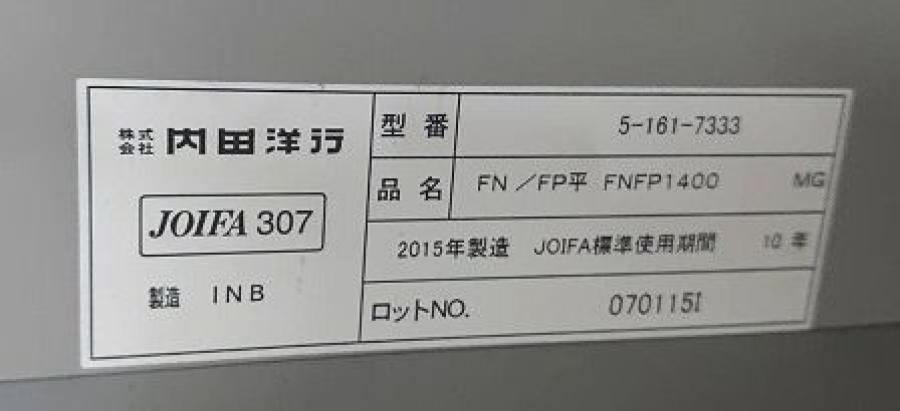 株式会社 内田洋行
JOIFA 307
製造 INB
型番 5-161-7333
品名 FN／FP平 FNFP1400 MG
2015年製造 JOIFA標準使用期間 10年
ロットNO. 070115I